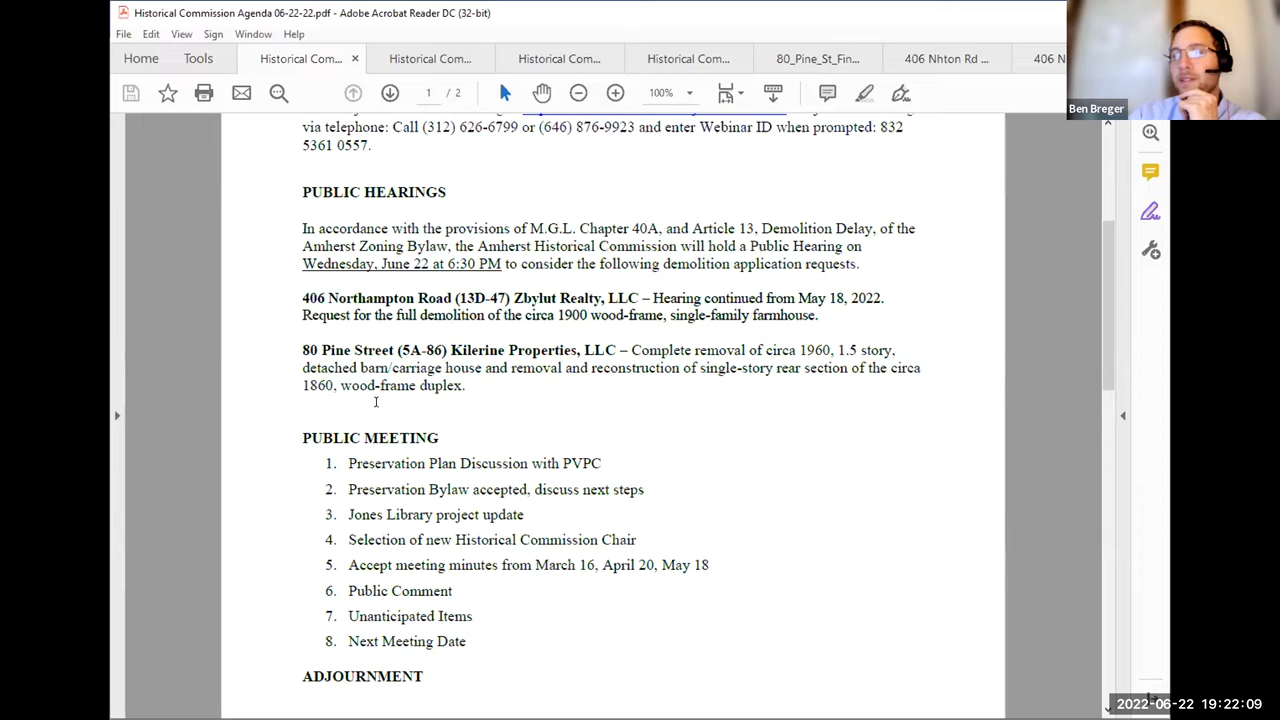 Historical Commission Agenda 06-22-22.pdf - Adobe Acrobat Reader DC (32-bit)
File Edit View Sign Window Help
Home Tools Historical Com... × Historical Com... Historical Com... Historical Com... 80_Pine_St_Fin... 406 Nhton Rd ... 406 N
1 / 2 100%
Ben Breger
via telephone: Call (312) 626-6799 or (646) 876-9923 and enter Webinar ID when prompted: 832
5361 0557.
PUBLIC HEARINGS
In accordance with the provisions of M.G.L. Chapter 40A, and Article 13, Demolition Delay, of the
Amherst Zoning Bylaw, the Amherst Historical Commission will hold a Public Hearing on
Wednesday, June 22 at 6:30 PM to consider the following demolition application requests.
406 Northampton Road (13D-47) Zbylut Realty, LLC – Hearing continued from May 18, 2022.
Request for the full demolition of the circa 1900 wood-frame, single-family farmhouse.
80 Pine Street (5A-86) Kilerine Properties, LLC – Complete removal of circa 1960, 1.5 story,
detached barn/carriage house and removal and reconstruction of single-story rear section of the circa
1860, wood-frame duplex.
PUBLIC MEETING
1. Preservation Plan Discussion with PVPC
2. Preservation Bylaw accepted, discuss next steps
3. Jones Library project update
4. Selection of new Historical Commission Chair
5. Accept meeting minutes from March 16, April 20, May 18
6. Public Comment
7. Unanticipated Items
8. Next Meeting Date
ADJOURNMENT
2022-06-22 19:22:09